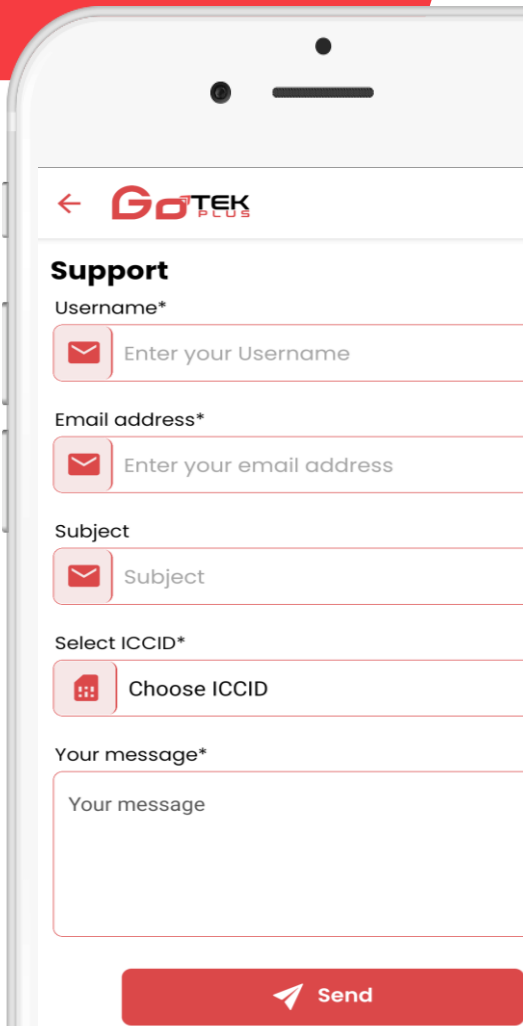 GOTEK
PLUS
Support
Username*
Enter your Username
Email address*
Enter your email address
Subject
Subject
Select ICCID*
Choose ICCID
Your message*
Your message
Send